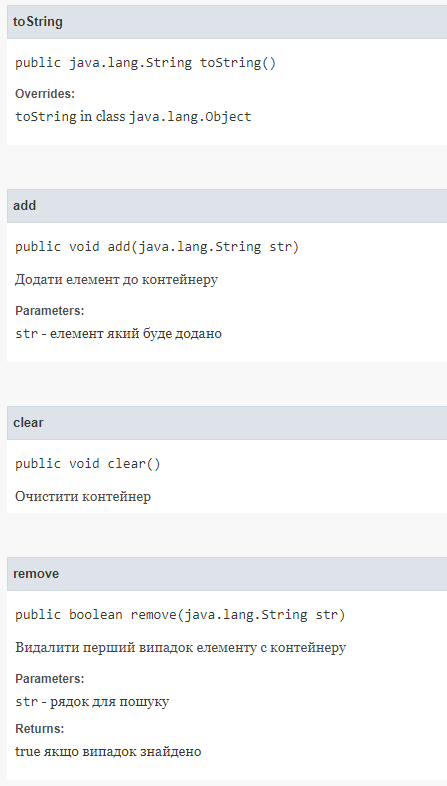 toString
public java.lang.String toString()
Overrides:
toString in class java.lang.Object
add
public void add(java.lang.String str)
Додати елемент до контейнеру
Parameters:
str - елемент який буде додано
clear
public void clear()
Очистити контейнер
remove
public boolean remove(java.lang.String str)
Видалити перший випадок елементу с контейнеру
Parameters:
str - рядок для пошуку
Returns:
true якщо випадок знайдено